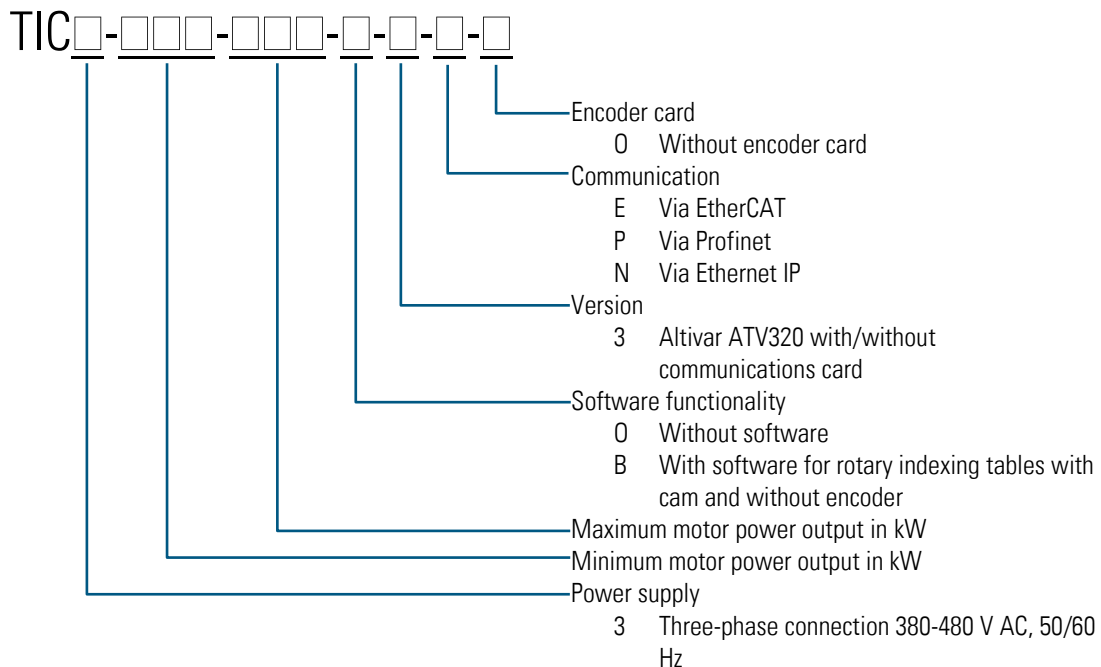 TIC□-□□□-□□□-□-□-□-□
Encoder card
O Without encoder card
Communication
E Via EtherCAT
P Via Profinet
N Via Ethernet IP
Version
3 Altivar ATV320 with/without
communications card
Software functionality
O Without software
B With software for rotary indexing tables with
cam and without encoder
Maximum motor power output in kW
Minimum motor power output in kW
Power supply
3 Three-phase connection 380-480 V AC, 50/60
Hz